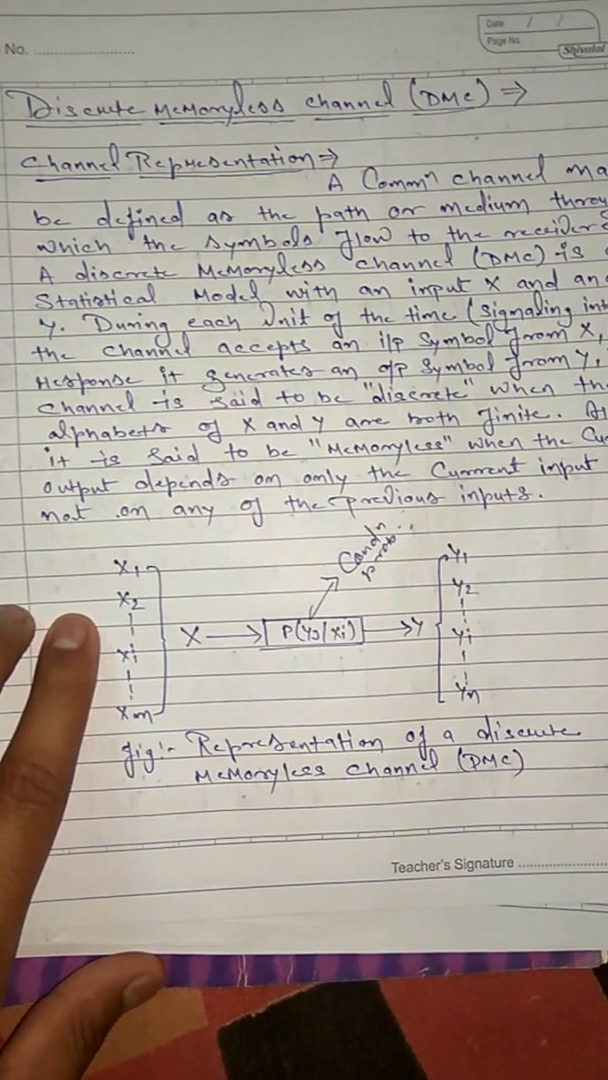 No.
Date / /
Page No.
Shivalal
Discrete Memoryless channel (DMC) ⇒
Channel Representation ⇒
A Commⁿ channel ma
be defined as the path or medium throu
which the symbols flow to the receiver
A discrete Memoryless channel (DMC) is
Statistical Model with an input X and an
Y. During each Unit of the time (signaling int
the channel accepts an i/p symbol from X,
response it generates an o/p symbol from Y,
channel is said to be "discrete" when the
alphabets of X and Y are both finite.
it is said to be "Memoryless" when the Cu
output depends on only the current input
not on any of the previous inputs.
Condⁿ prob...
X1
X2
Xi
Xm
X → P(Yj/Xi) → Y
Y1
Y2
Yi
Yn
fig:- Representation of a discrete
Memoryless channel (DMC)
Teacher's Signature